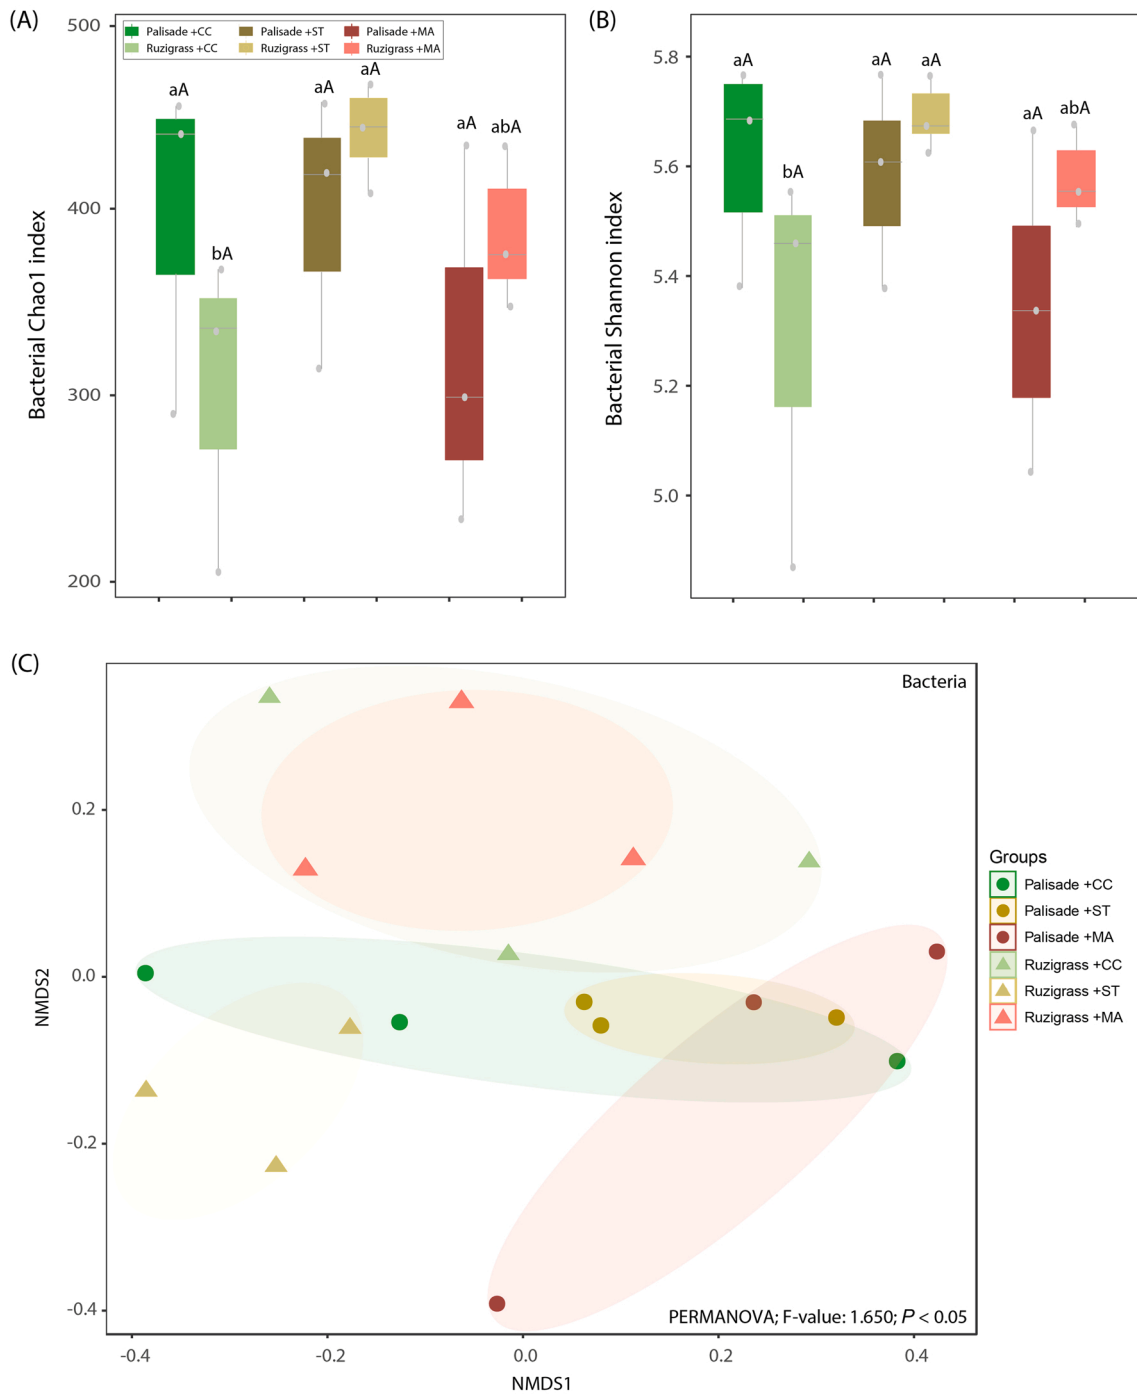 (A)
500
400
300
200
Bacterial Chao1 index
Palisade +CC Palisade +ST Palisade +MA
Ruzigrass +CC Ruzigrass +ST Ruzigrass +MA
aA
bA
aA
aA
aA
abA
(B)
5.8
5.6
5.4
5.2
5.0
Bacterial Shannon index
aA
bA
aA
aA
aA
abA
(C)
Bacteria
0.2
0.0
-0.2
-0.4
NMDS2
PERMANOVA; F-value: 1.650; P < 0.05
-0.4 -0.2 0.0 0.2 0.4
NMDS1
Groups
Palisade +CC
Palisade +ST
Palisade +MA
Ruzigrass +CC
Ruzigrass +ST
Ruzigrass +MA